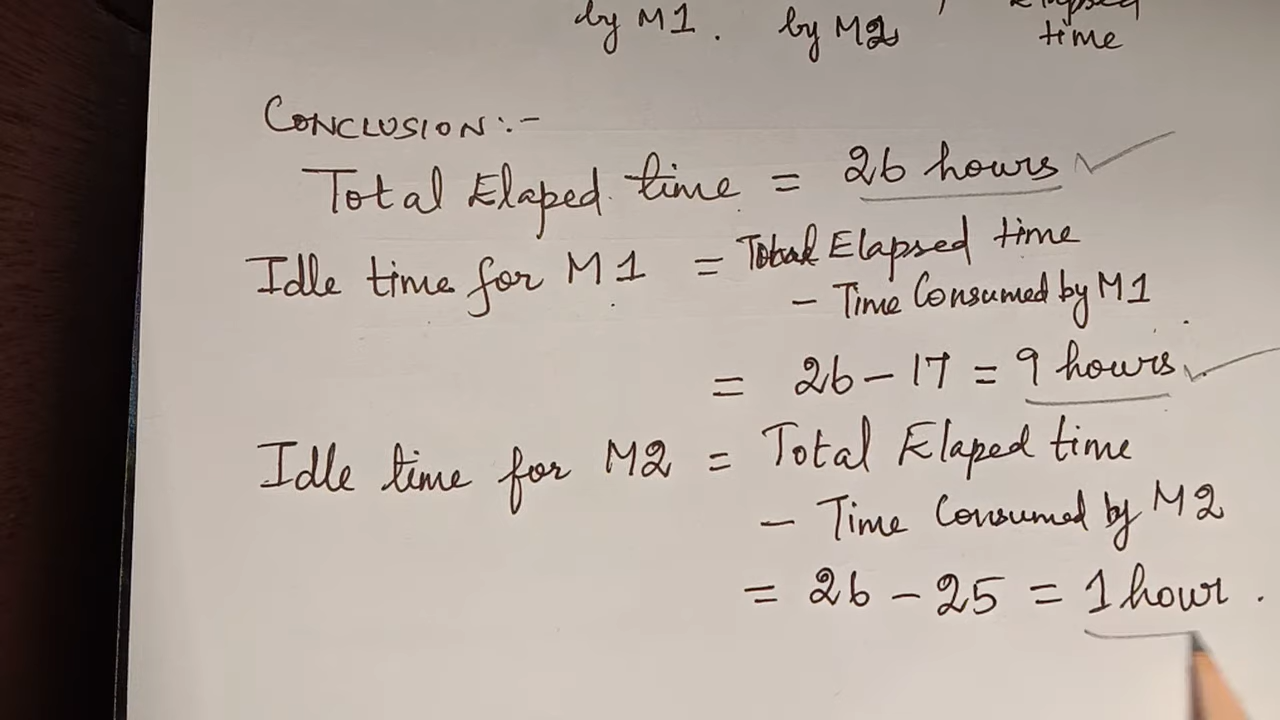 by M1. by M2 elapsed
time
CONCLUSION:-
Total Elaped time = 26 hours
Idle time for M1 = Total Elapsed time
- Time Consumed by M1
= 26-17 = 9 hours
Idle time for M2 = Total Elaped time
- Time Consumed by M2
= 26-25 = 1 hour.